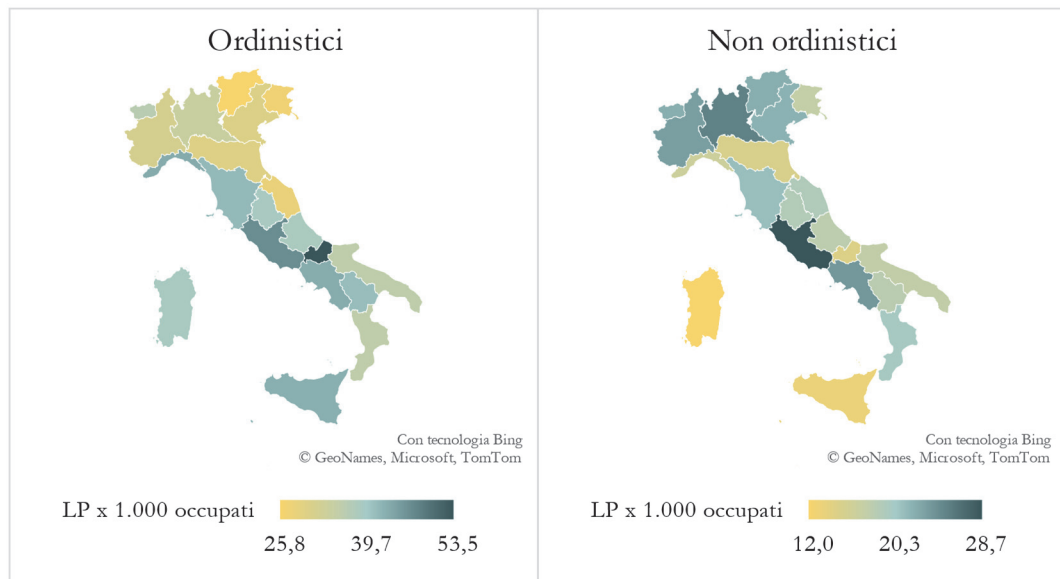 Ordinistici
Con tecnologia Bing
© GeoNames, Microsoft, TomTom
LP x 1.000 occupati
25,8 39,7 53,5
Non ordinistici
Con tecnologia Bing
© GeoNames, Microsoft, TomTom
LP x 1.000 occupati
12,0 20,3 28,7